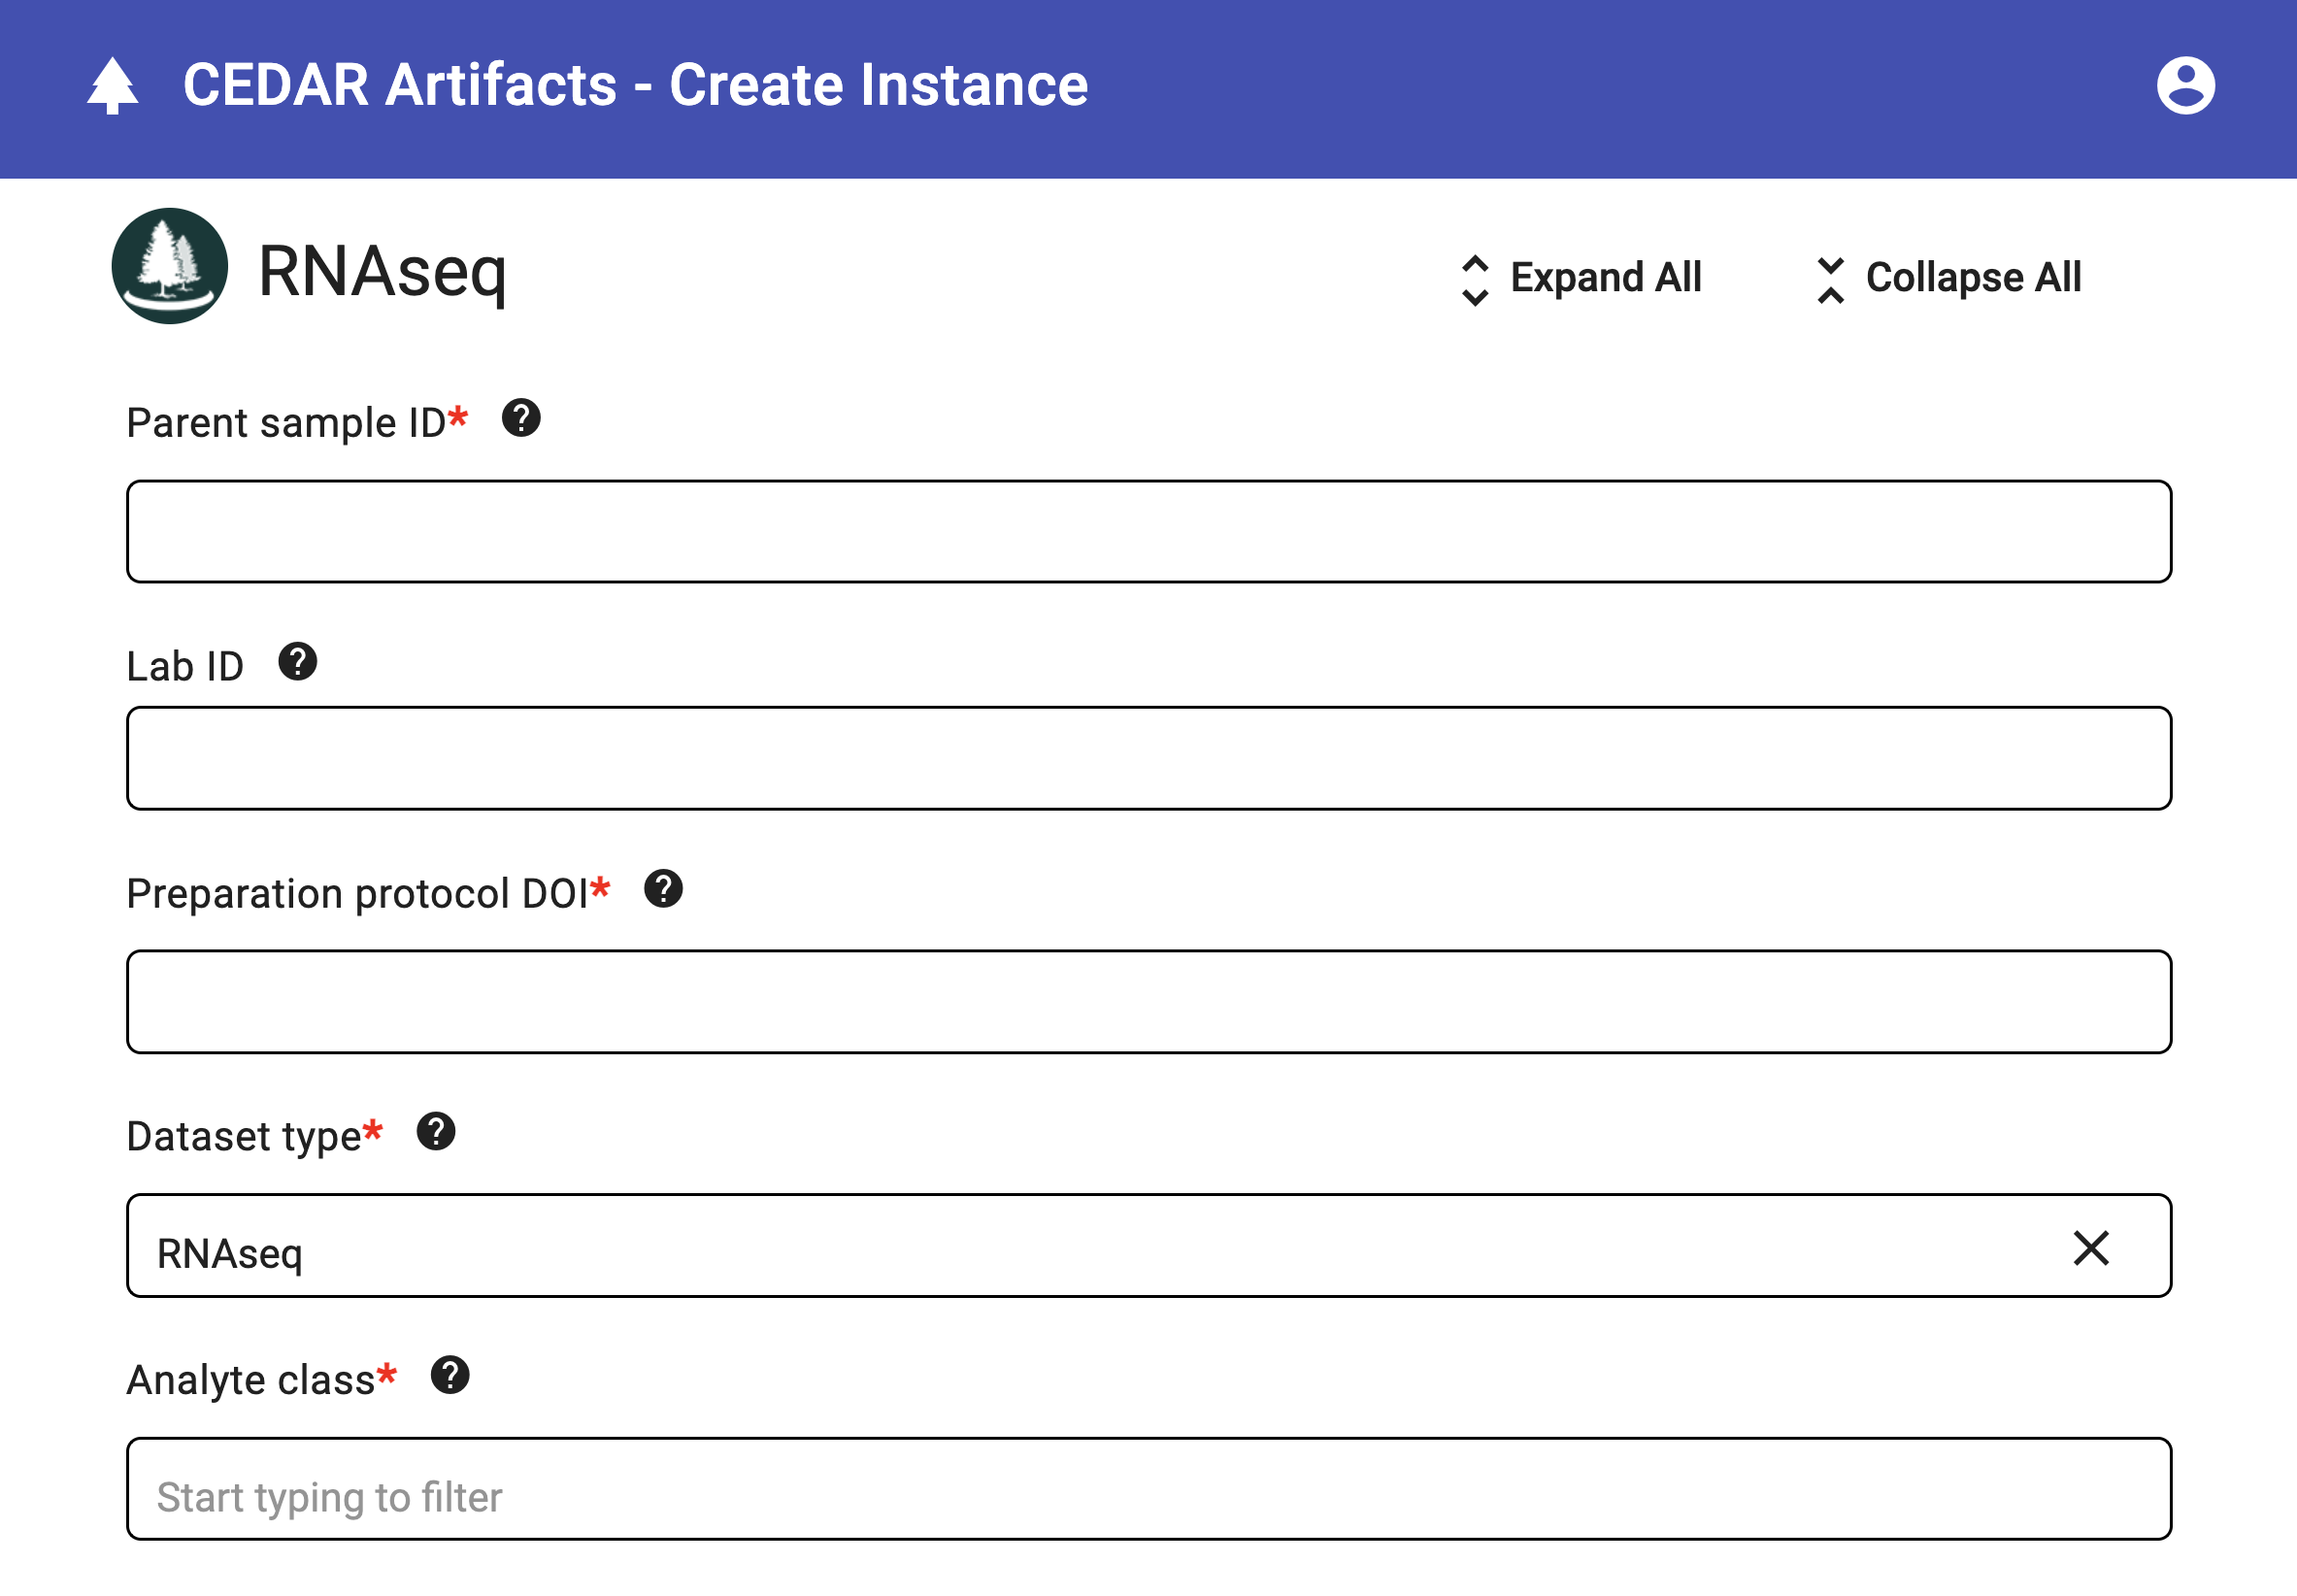 CEDAR Artifacts - Create Instance
RNAseq
Expand All
Collapse All
Parent sample ID*
Lab ID
Preparation protocol DOI*
Dataset type*
RNAseq
Analyte class*
Start typing to filter